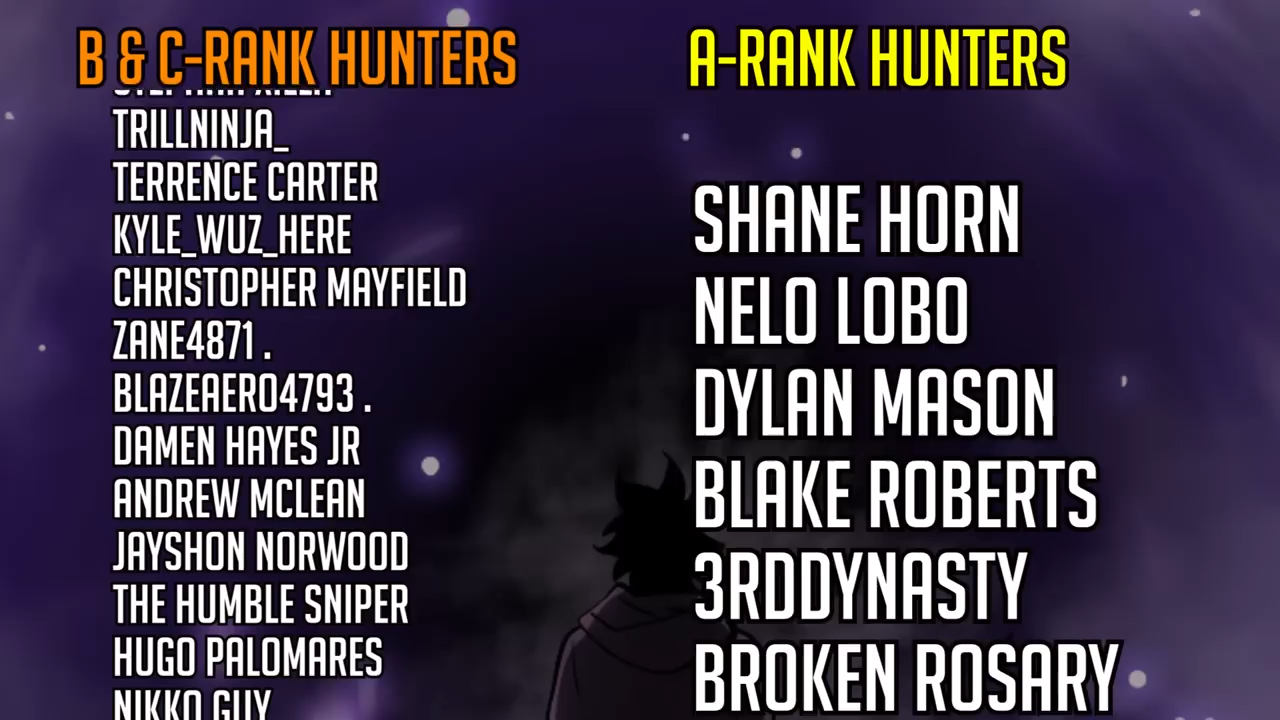 B & C-RANK HUNTERS
TRILLNINJA_
TERRENCE CARTER
KYLE_WUZ_HERE
CHRISTOPHER MAYFIELD
ZANE4871 .
BLAZEAERO4793 .
DAMEN HAYES JR
ANDREW MCLEAN
JAYSHON NORWOOD
THE HUMBLE SNIPER
HUGO PALOMARES
NIKKO GUY
A-RANK HUNTERS
SHANE HORN
NELO LOBO
DYLAN MASON
BLAKE ROBERTS
3RDDYNASTY
BROKEN ROSARY